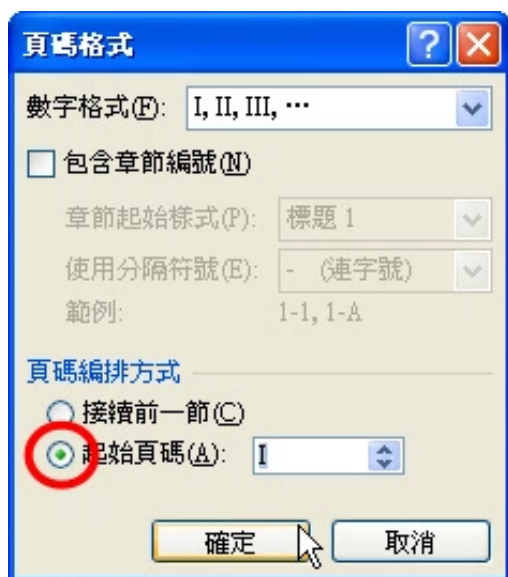 頁碼格式
數字格式(F): I, II, III, …
包含章節編號(N)
章節起始樣式(P): 標題 1
使用分隔符號(E): - (連字號)
範例: 1-1, 1-A
頁碼編排方式
接續前一節(C)
起始頁碼(A): I
確定 取消